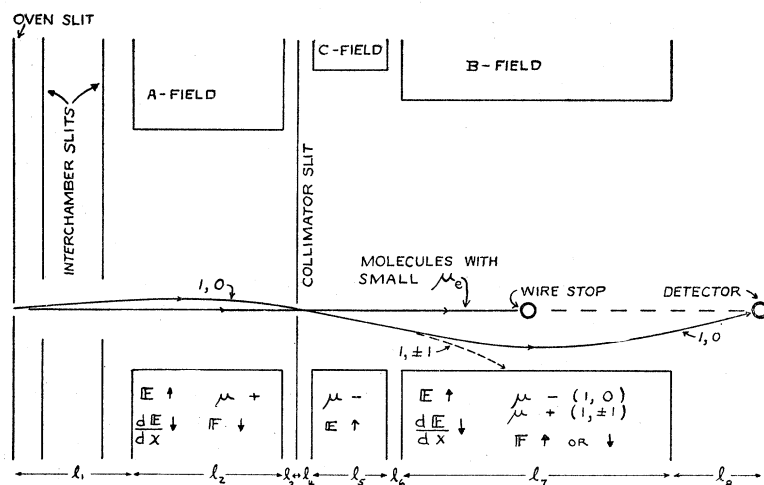 OVEN SLIT
INTERCHAMBER SLITS
A-FIELD
COLLIMATOR SLIT
C-FIELD
B-FIELD
1,0
MOLECULES WITH
SMALL μe
WIRE STOP
DETECTOR
1,±1
1,0
E ↑ μ +
dE/dx ↓ F ↓
μ -
E ↑
E ↑ μ - (1,0)
μ + (1,±1)
dE/dx ↓ F ↑ OR ↓
l1 l2 l3 l4 l5 l6 l7 l8